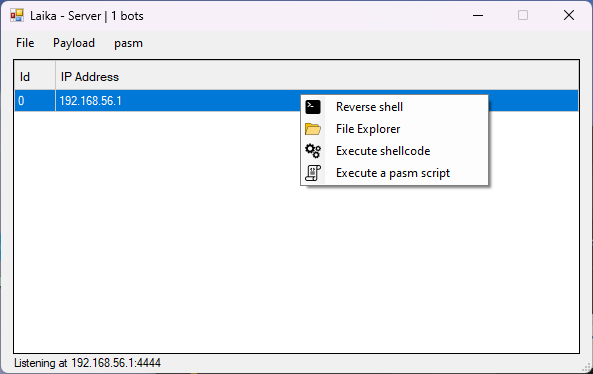 Laika - Server | 1 bots
File Payload pasm
Id IP Address
0 192.168.56.1
Reverse shell
File Explorer
Execute shellcode
Execute a pasm script
Listening at 192.168.56.1:4444